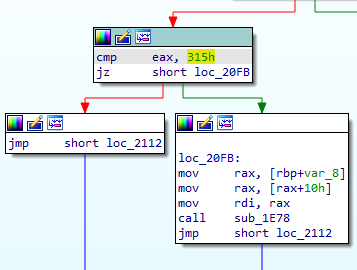 cmp     eax, 315h
jz      short loc_20FB
jmp     short loc_2112
loc_20FB:
mov     rax, [rbp+var_8]
mov     rax, [rax+10h]
mov     rdi, rax
call    sub_1E78
jmp     short loc_2112